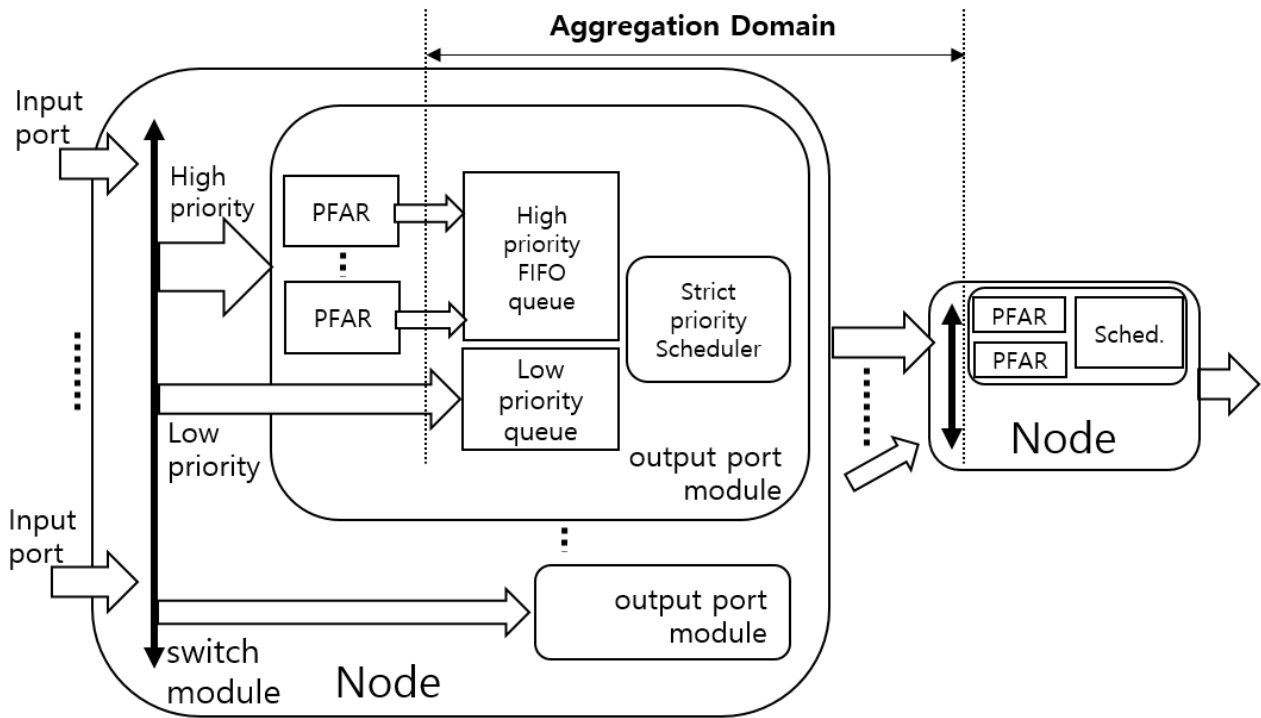 Aggregation Domain
Input
port
High
priority
PFAR
PFAR
High
priority
FIFO
queue
Strict
priority
Scheduler
Low
priority
queue
Low
priority
output port
module
Input
port
output port
module
switch
module
Node
PFAR
PFAR
Sched.
Node